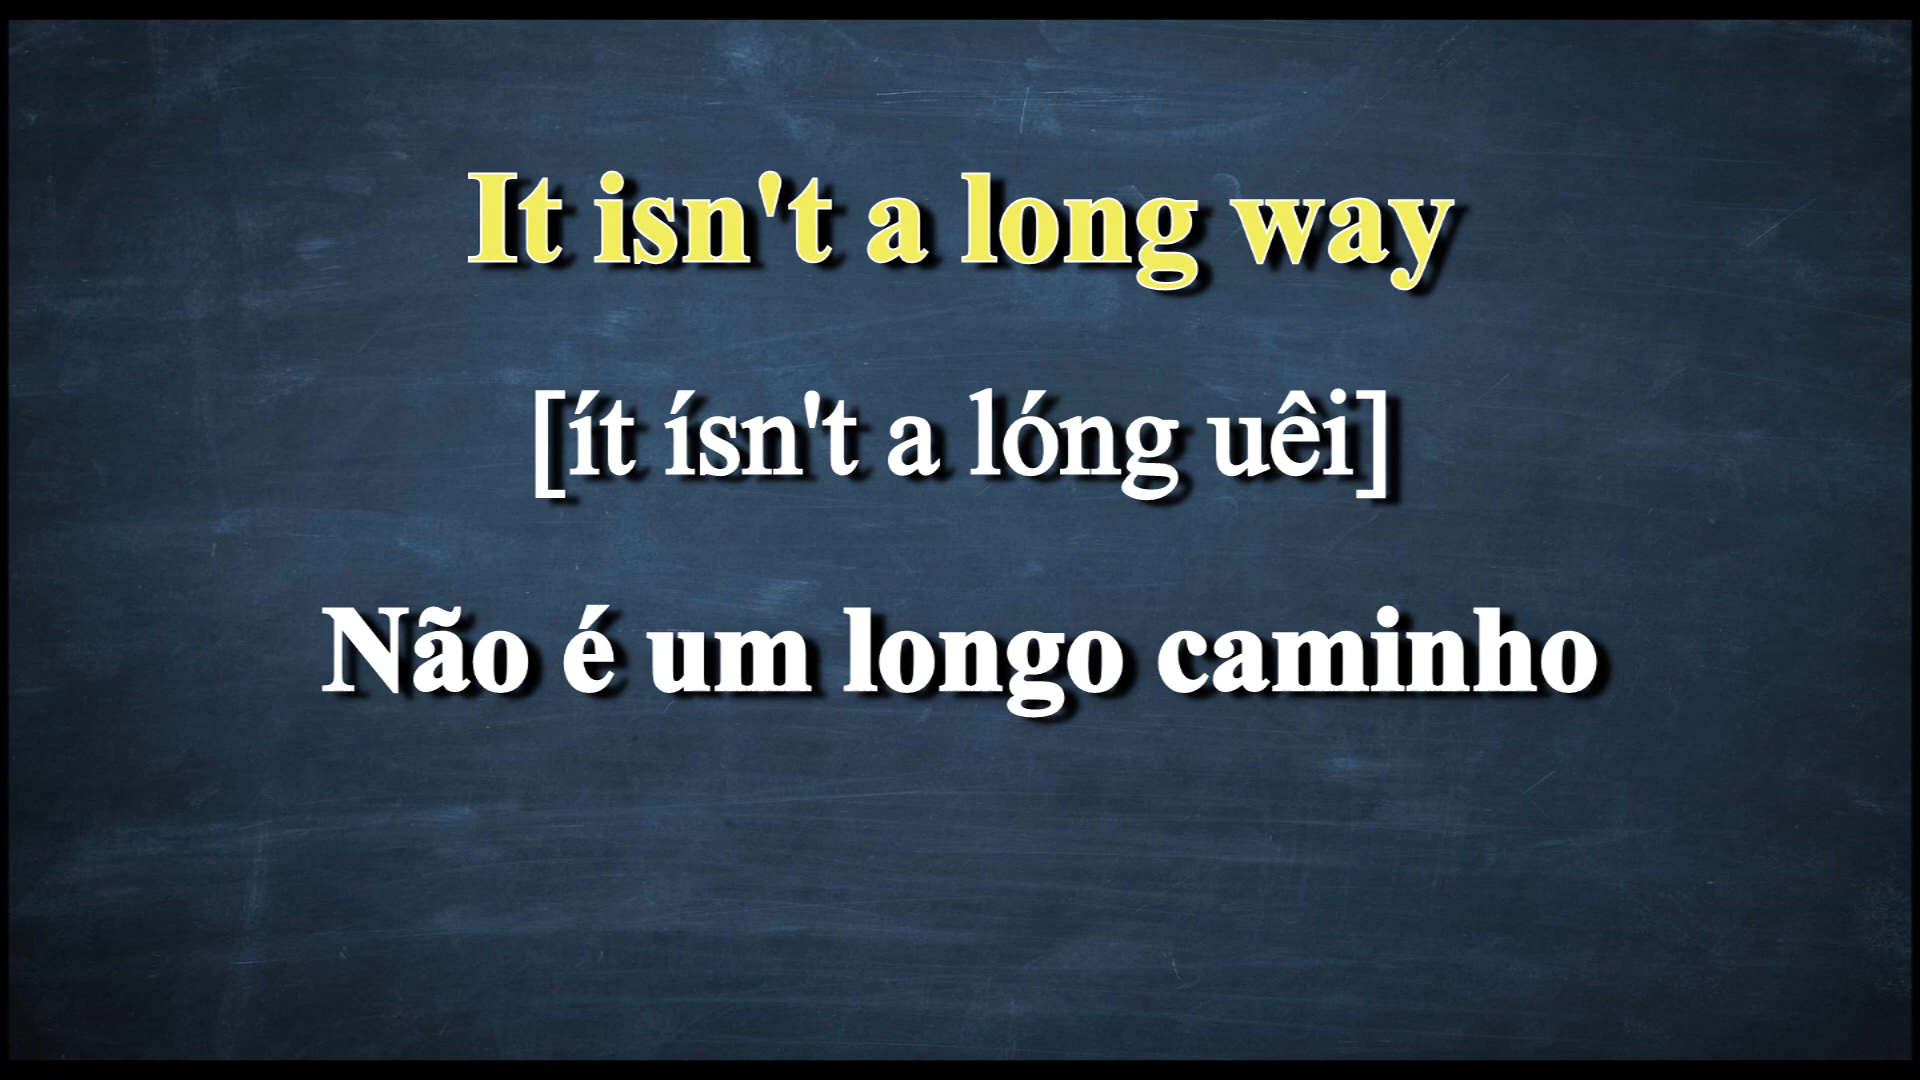 It isn't a long way
[ít ísn't a lóng uêi]
Não é um longo caminho